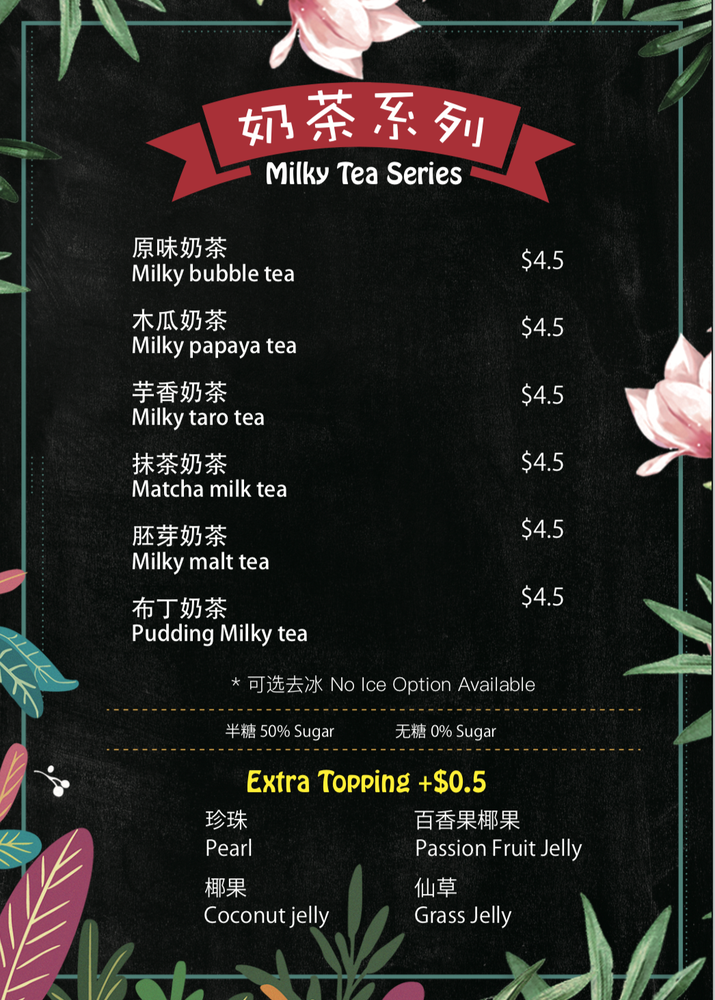 奶茶系列
Milky Tea Series
原味奶茶
Milky bubble tea
$4.5
木瓜奶茶
Milky papaya tea
$4.5
芋香奶茶
Milky taro tea
$4.5
抹茶奶茶
Matcha milk tea
$4.5
胚芽奶茶
Milky malt tea
$4.5
布丁奶茶
Pudding Milky tea
$4.5
* 可选去冰 No Ice Option Available
半糖 50% Sugar 无糖 0% Sugar
Extra Topping +$0.5
珍珠
Pearl
百香果椰果
Passion Fruit Jelly
椰果
Coconut jelly
仙草
Grass Jelly